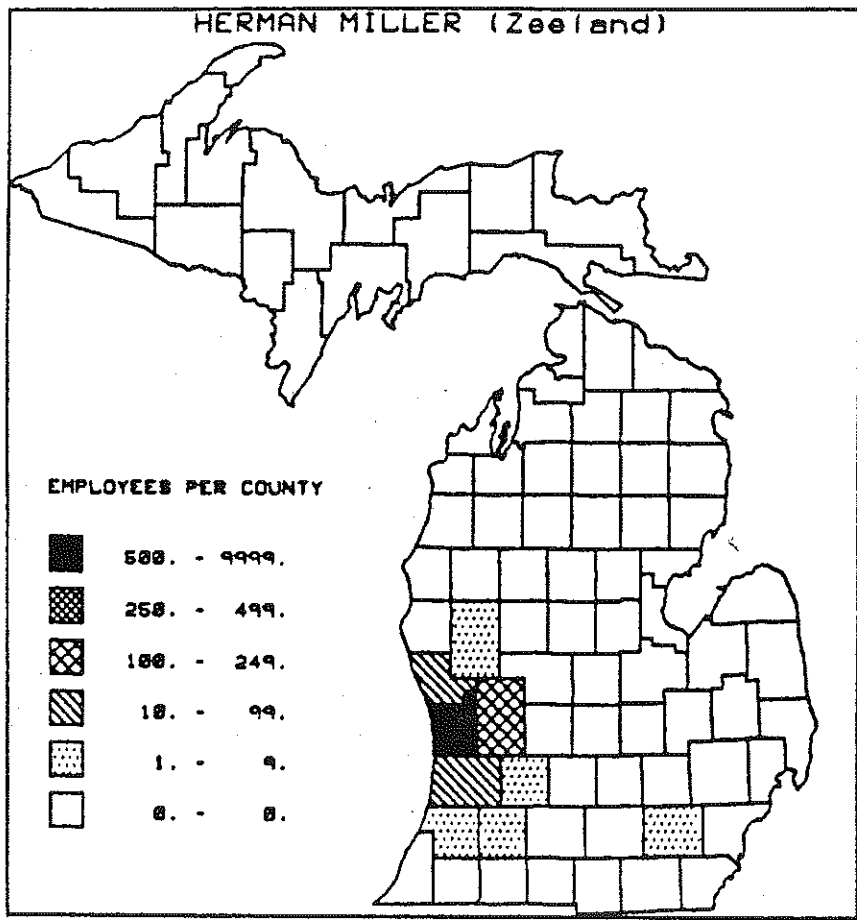 HERMAN MILLER (Zeeland)
EMPLOYEES PER COUNTY
500. - 9999.
250. - 499.
100. - 249.
10. - 99.
1. - 9.
0. - 0.